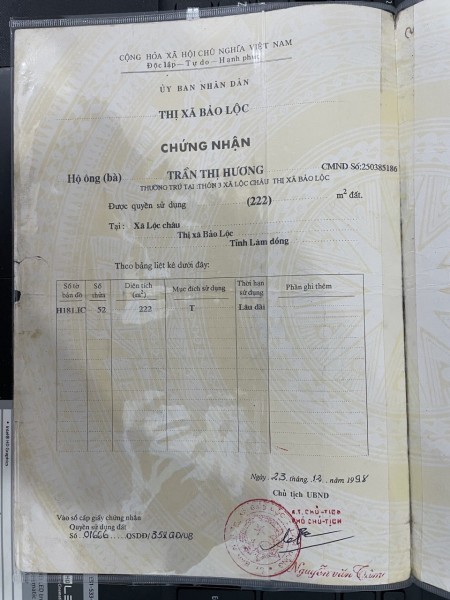 CỘNG HÒA XÃ HỘI CHỦ NGHĨA VIỆT NAM
Độc lập — Tự do — Hạnh phúc
ỦY BAN NHÂN DÂN
THỊ XÃ BẢO LỘC
CHỨNG NHẬN
Hộ ông (bà) TRẦN THỊ HƯƠNG CMND Số:250385186
THƯỜNG TRÚ TẠI :THÔN 3 XÃ LỘC CHÂU THỊ XÃ BẢO LỘC
Được quyền sử dụng (222) m² đất.
Tại : Xã Lộc châu
Thị xã Bảo Lộc
Tỉnh Lâm đồng
Theo bảng liệt kê dưới đây:
Số tờ bản đồ Số thửa Diện tích (m²) Mục đích sử dụng Thời hạn sử dụng Phần ghi thêm
H181.IC 52 222 T Lâu dài
Ngày 23 tháng 12 năm 1998
Chủ tịch UBND
K.T. CHỦ-TỊCH
PHÓ CHỦ-TỊCH
Vào sổ cấp giấy chứng nhận
Quyền sử dụng đất
Số 01666 QSDĐ/
Nguyễn văn